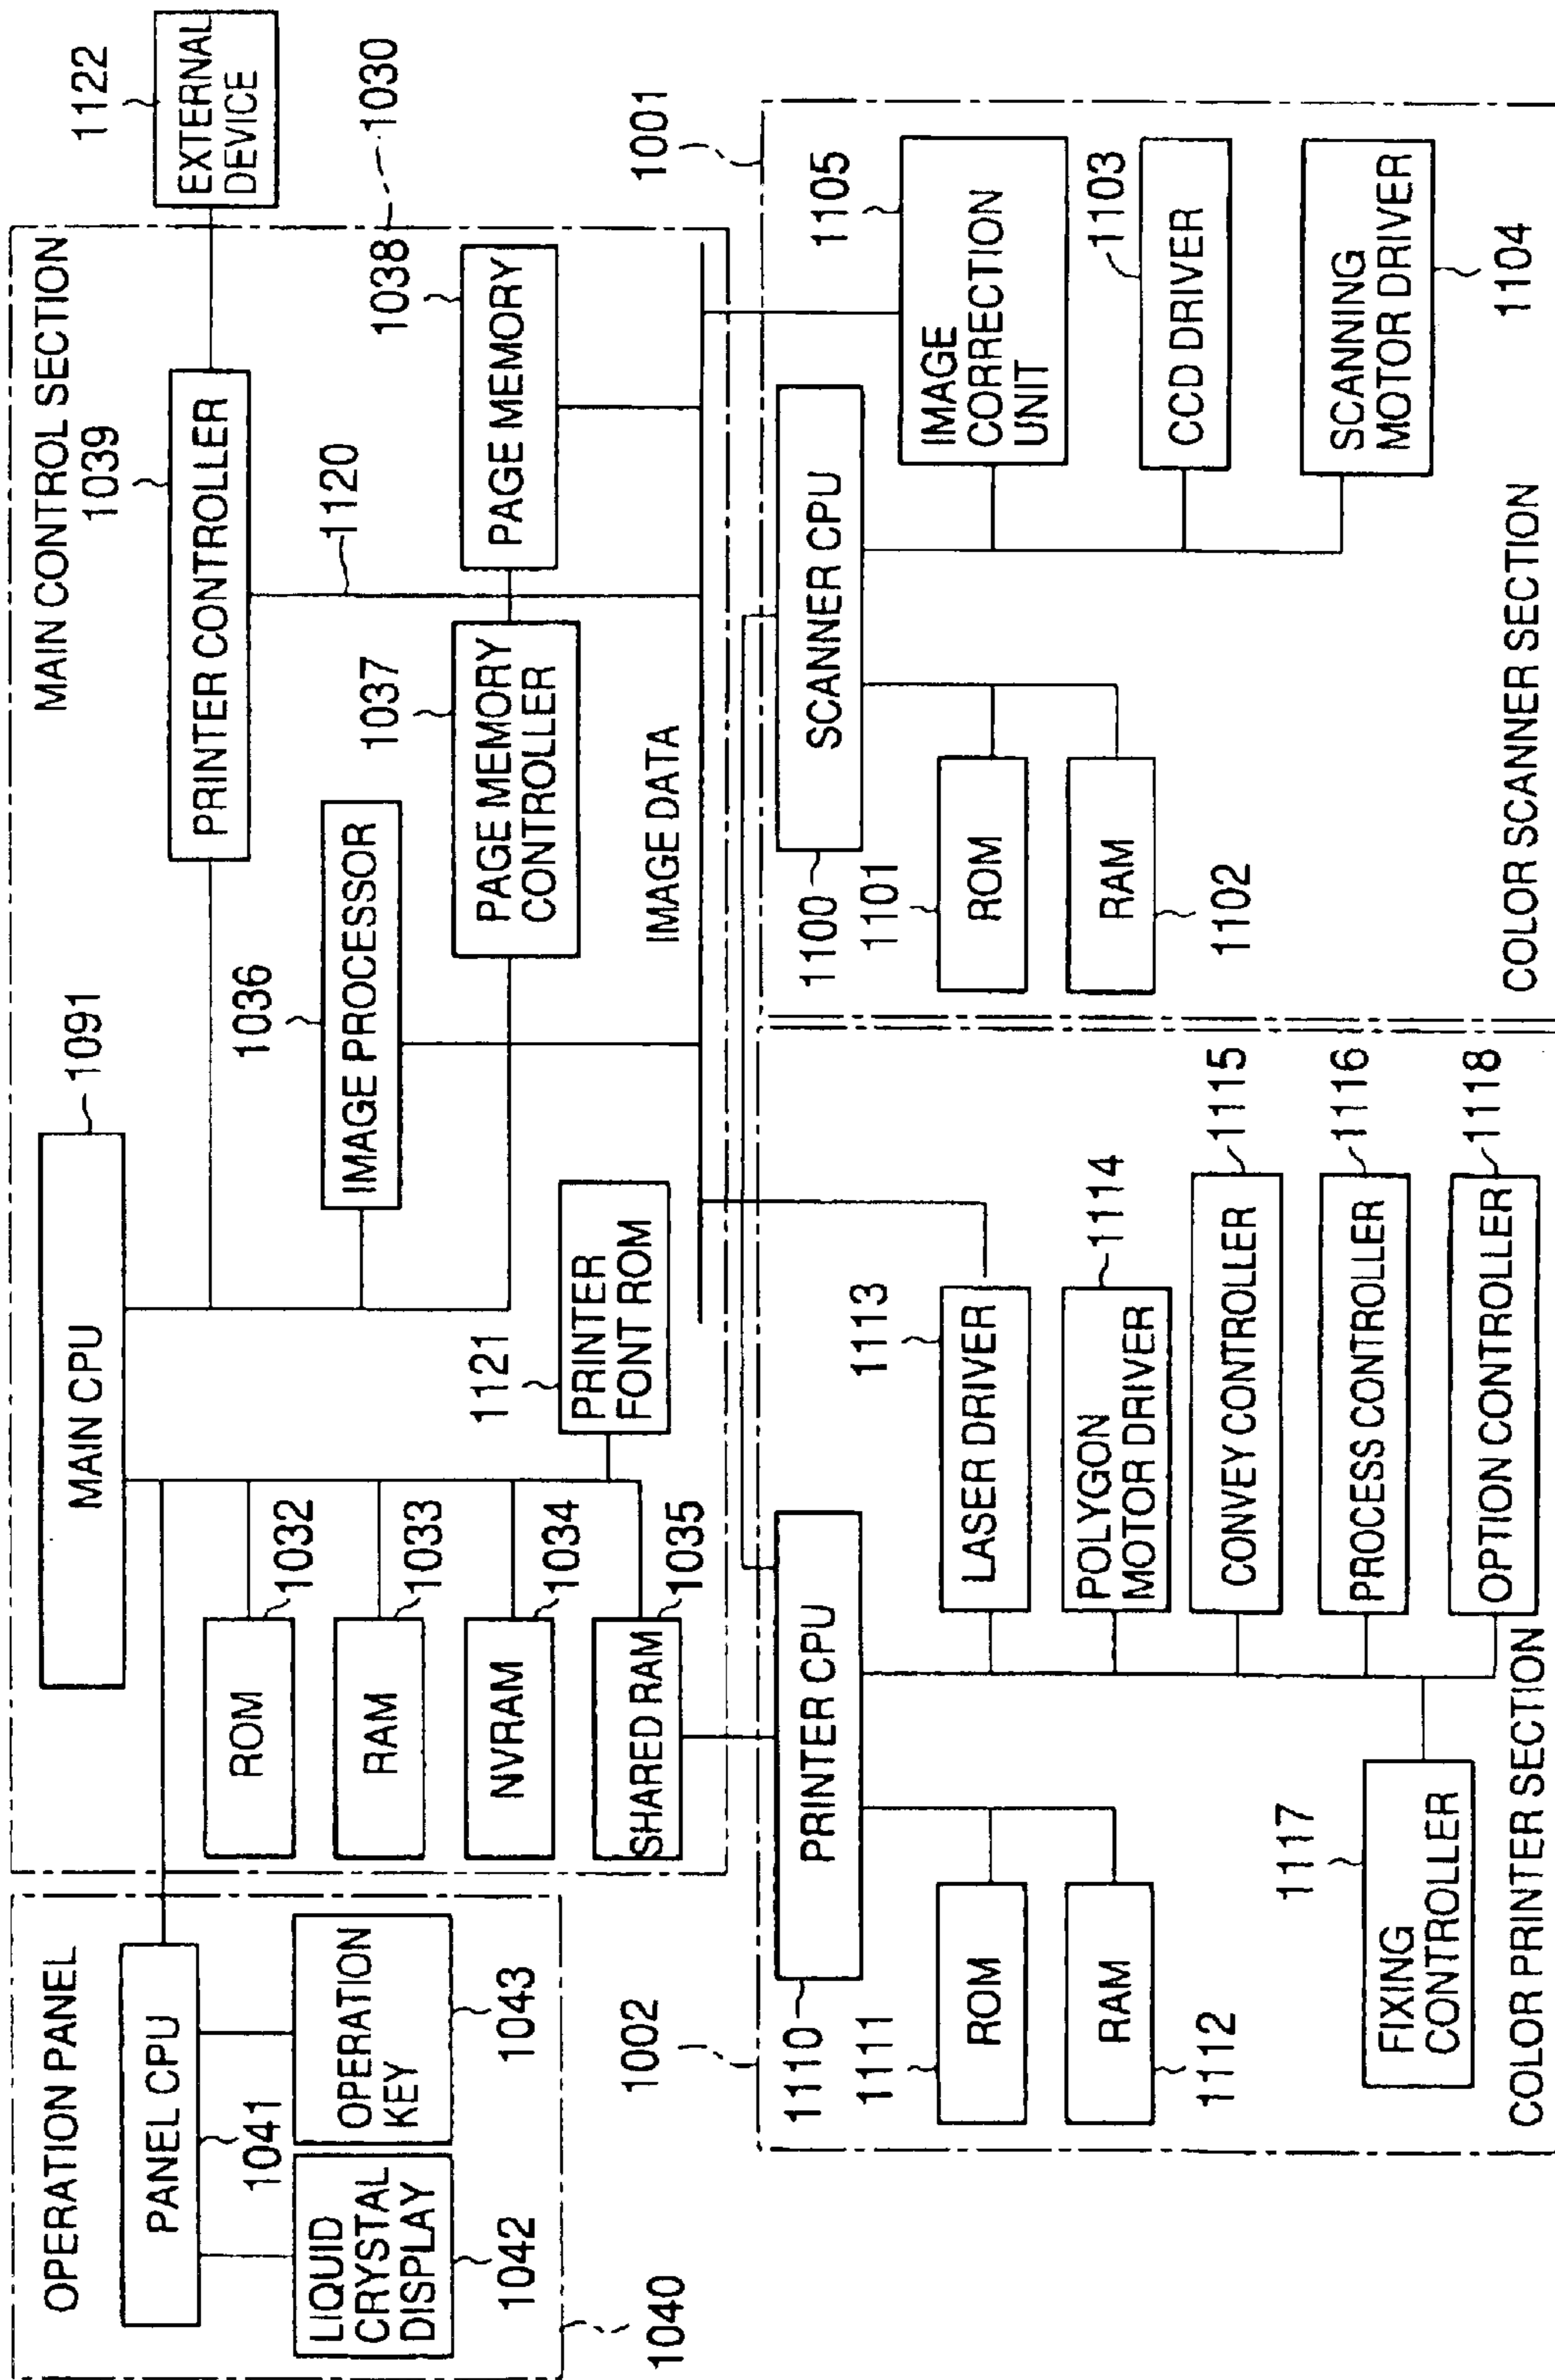 OPERATION PANEL
PANEL CPU
1041
LIQUID
CRYSTAL
DISPLAY
1042
OPERATION
KEY
1043
1040
MAIN CONTROL SECTION
MAIN CPU
1091
ROM
1032
RAM
1033
NVRAM
1034
SHARED RAM
1035
1121
PRINTER
FONT ROM
1036
IMAGE PROCESSOR
1037
PAGE MEMORY
CONTROLLER
1039
PRINTER CONTROLLER
1120
1038
PAGE MEMORY
IMAGE DATA
1030
1122
EXTERNAL
DEVICE
1002
1110
PRINTER CPU
1111
ROM
RAM
1112
1113
LASER DRIVER
1114
POLYGON
MOTOR DRIVER
1115
CONVEY CONTROLLER
1116
PROCESS CONTROLLER
1118
OPTION CONTROLLER
1117
FIXING
CONTROLLER
COLOR PRINTER SECTION
1001
1100
SCANNER CPU
1101
ROM
RAM
1102
1105
IMAGE
CORRECTION
UNIT
1103
CCD DRIVER
SCANNING
MOTOR DRIVER
1104
COLOR SCANNER SECTION